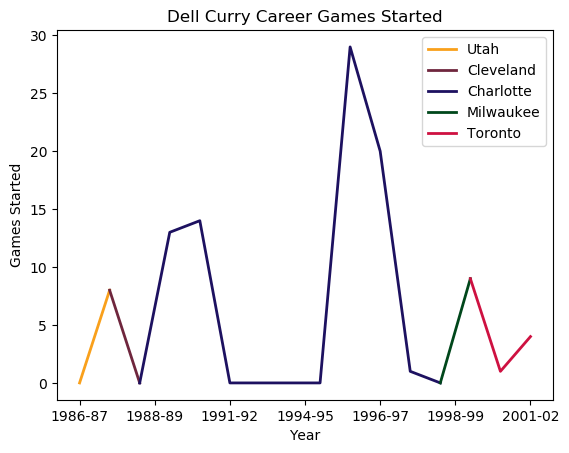 Dell Curry Career Games Started
30
25
20
15
10
5
0
Games Started
Utah
Cleveland
Charlotte
Milwaukee
Toronto
1986-87 1988-89 1991-92 1994-95 1996-97 1998-99 2001-02
Year